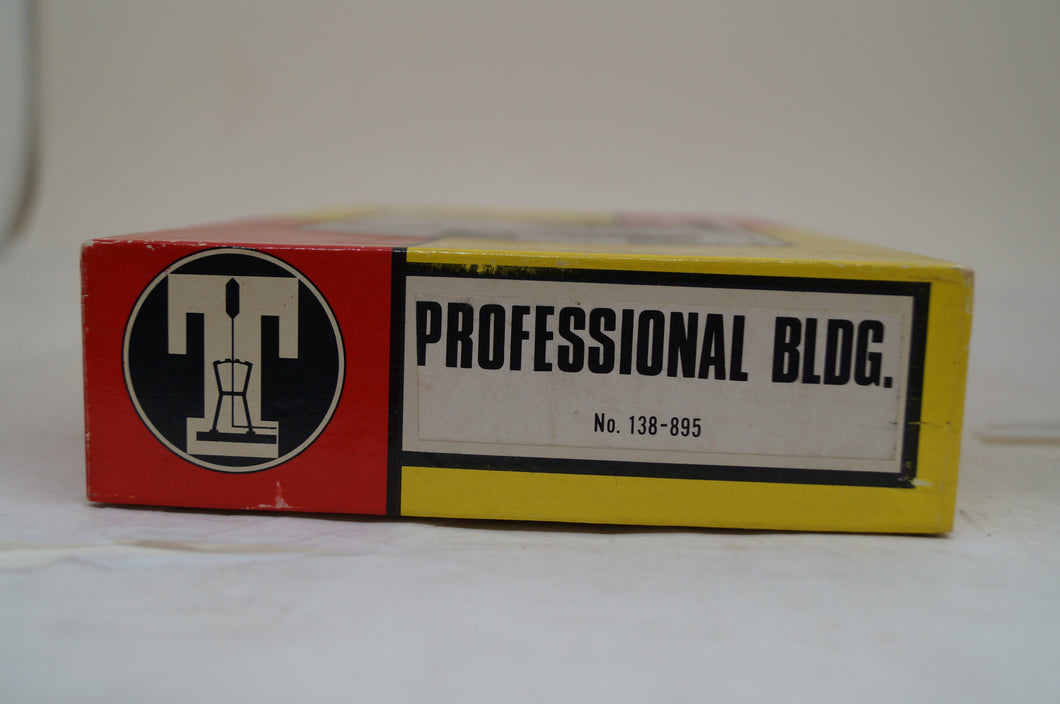 T
PROFESSIONAL BLDG.
No. 138-895